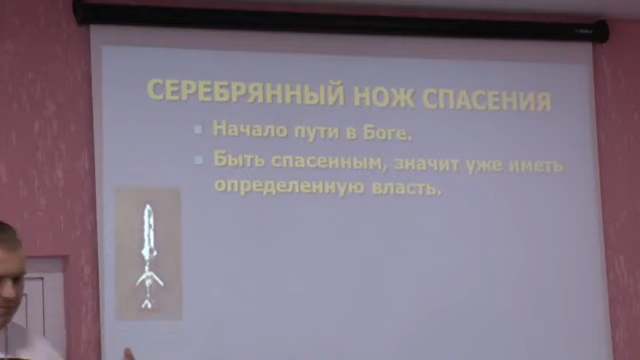 СЕРЕБРЯННЫЙ НОЖ СПАСЕНИЯ
Начало пути в Боге.
Быть спасенным, значит уже иметь
определенную власть.